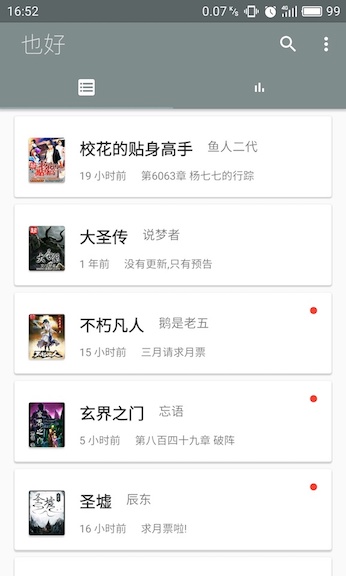 16:52
0.07 K/s
4G
99
也好
校花的贴身高手 鱼人二代
19 小时前 第6063章 杨七七的行踪
大圣传 说梦者
1 年前 没有更新,只有预告
不朽凡人 鹅是老五
15 小时前 三月请求月票
玄界之门 忘语
5 小时前 第八百四十九章 破阵
圣墟 辰东
16 小时前 求月票啦!